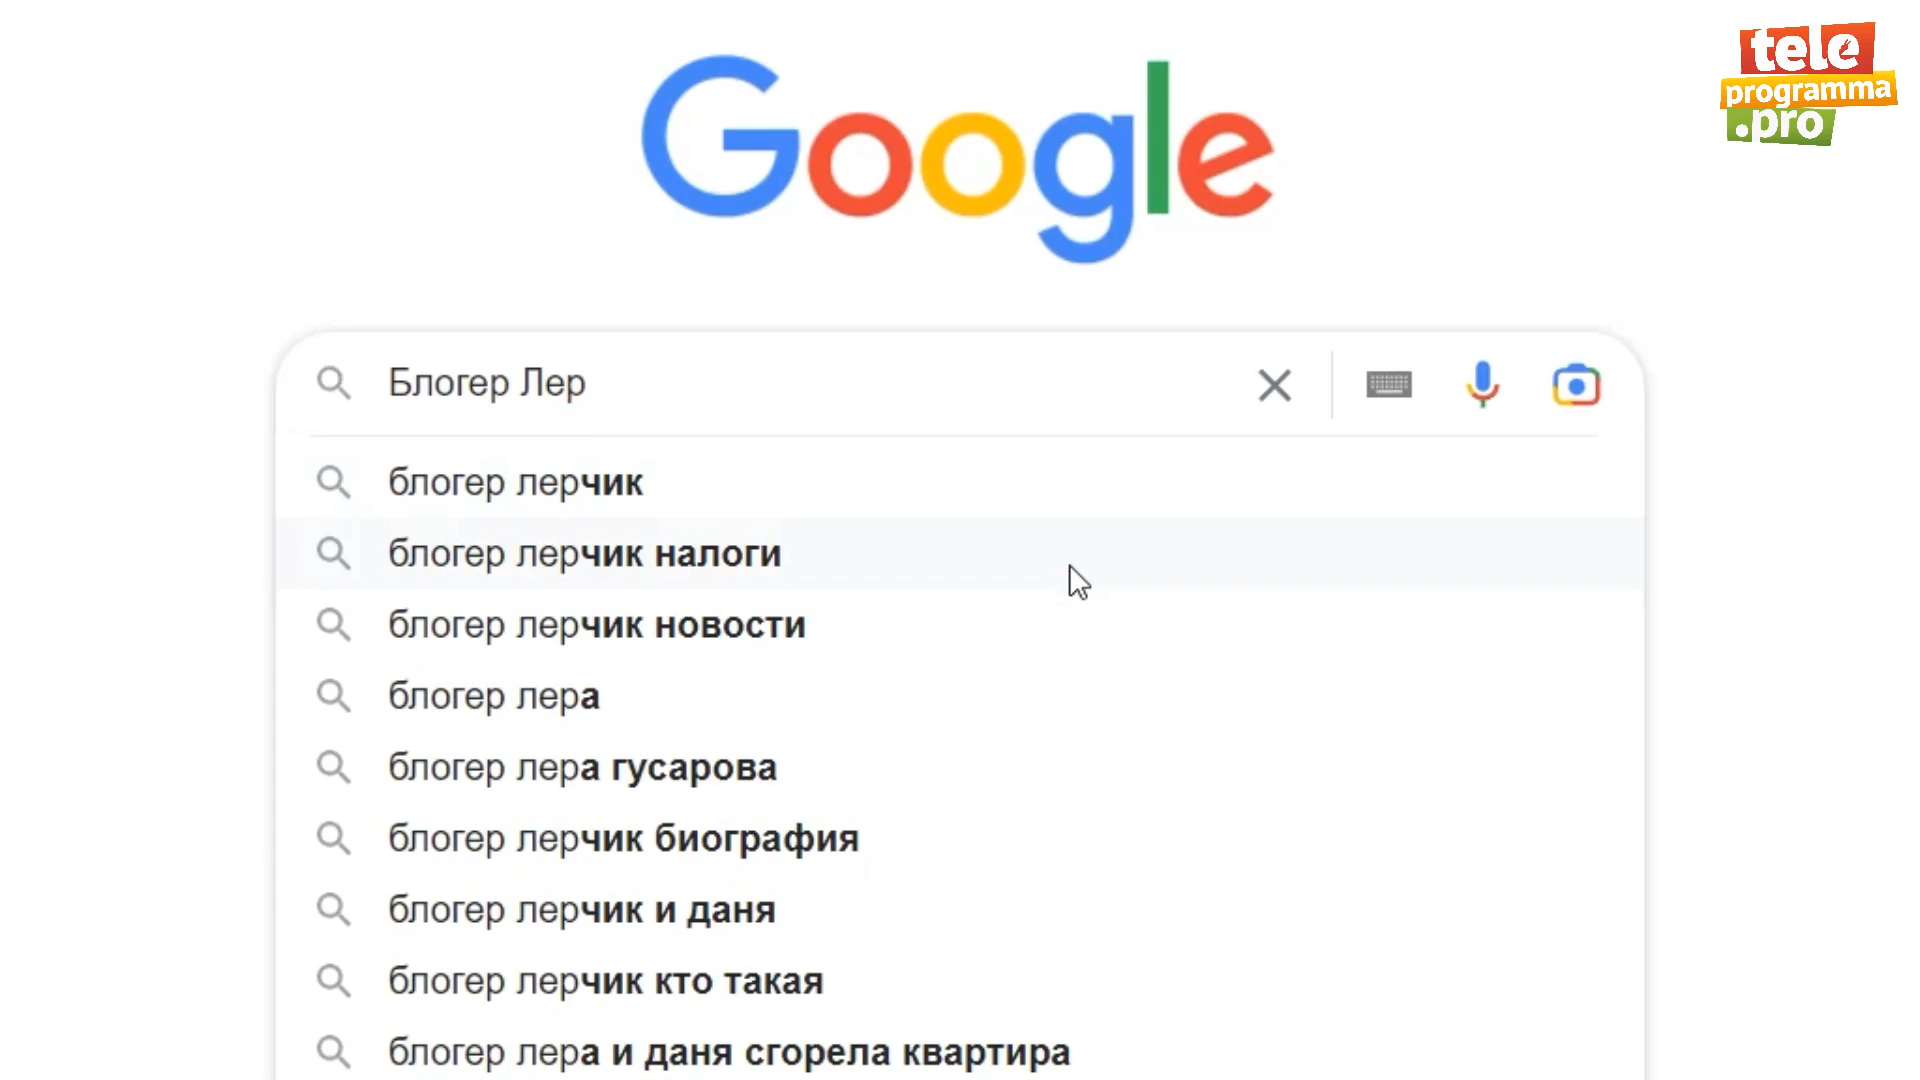 tele
programma
.pro
Google
Блогер Лер
блогер лерчик
блогер лерчик налоги
блогер лерчик новости
блогер лера
блогер лера гусарова
блогер лерчик биография
блогер лерчик и даня
блогер лерчик кто такая
блогер лера и даня сгорела квартира